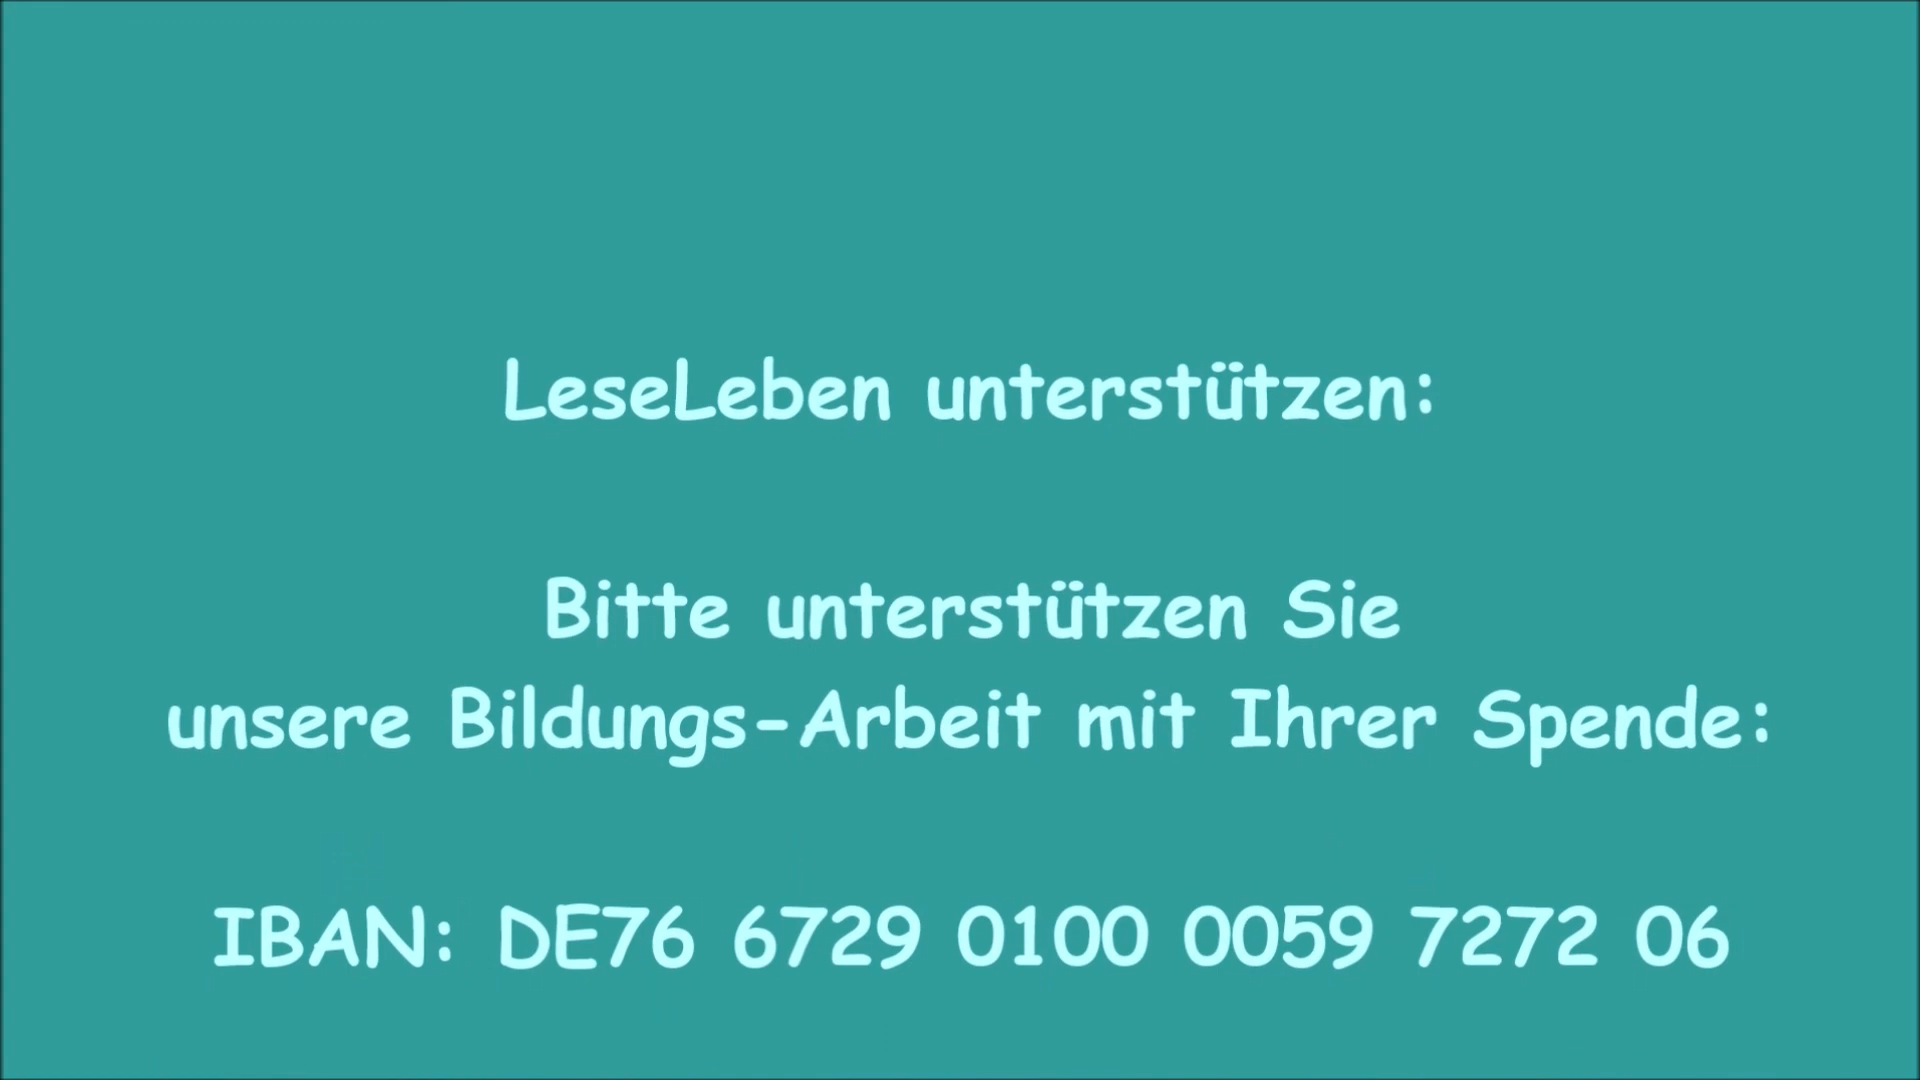 LeseLeben unterstützen:
Bitte unterstützen Sie
unsere Bildungs-Arbeit mit Ihrer Spende:
IBAN: DE76 6729 0100 0059 7272 06